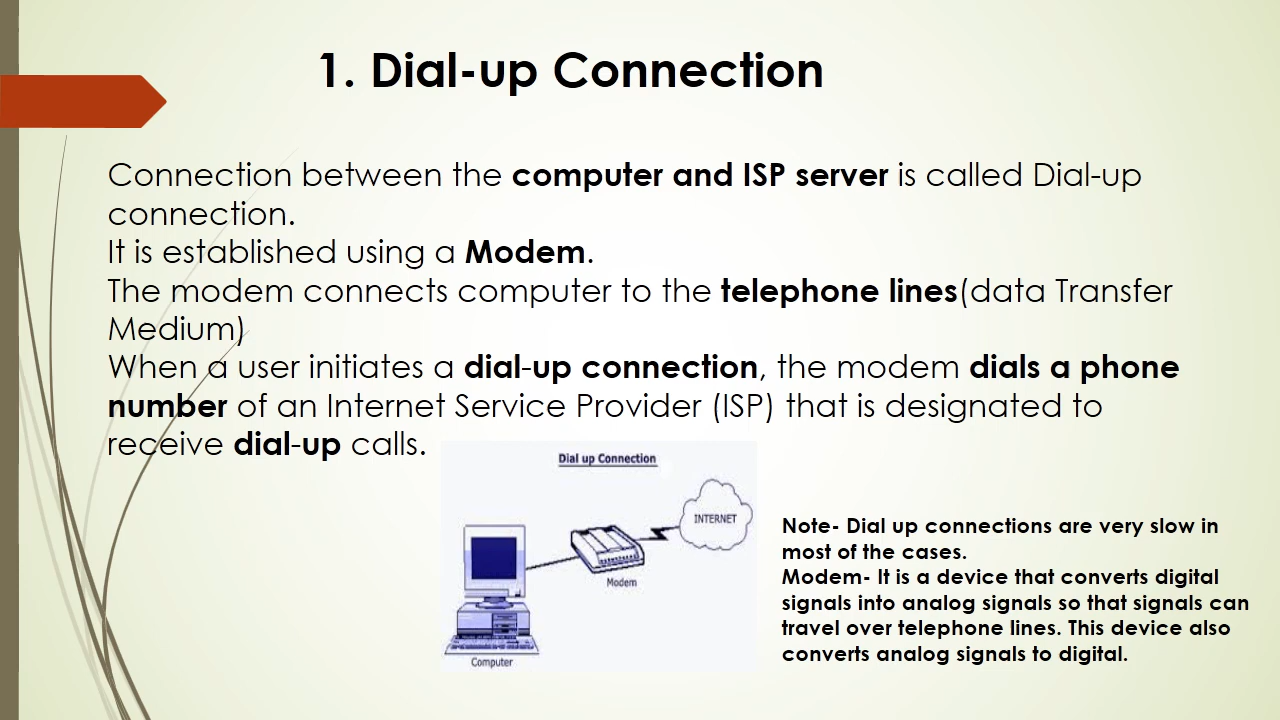 1. Dial-up Connection
Connection between the computer and ISP server is called Dial-up
connection.
It is established using a Modem.
The modem connects computer to the telephone lines(data Transfer
Medium)
When a user initiates a dial-up connection, the modem dials a phone
number of an Internet Service Provider (ISP) that is designated to
receive dial-up calls.
Dial up Connection
INTERNET
Modem
Computer
Note- Dial up connections are very slow in
most of the cases.
Modem- It is a device that converts digital
signals into analog signals so that signals can
travel over telephone lines. This device also
converts analog signals to digital.